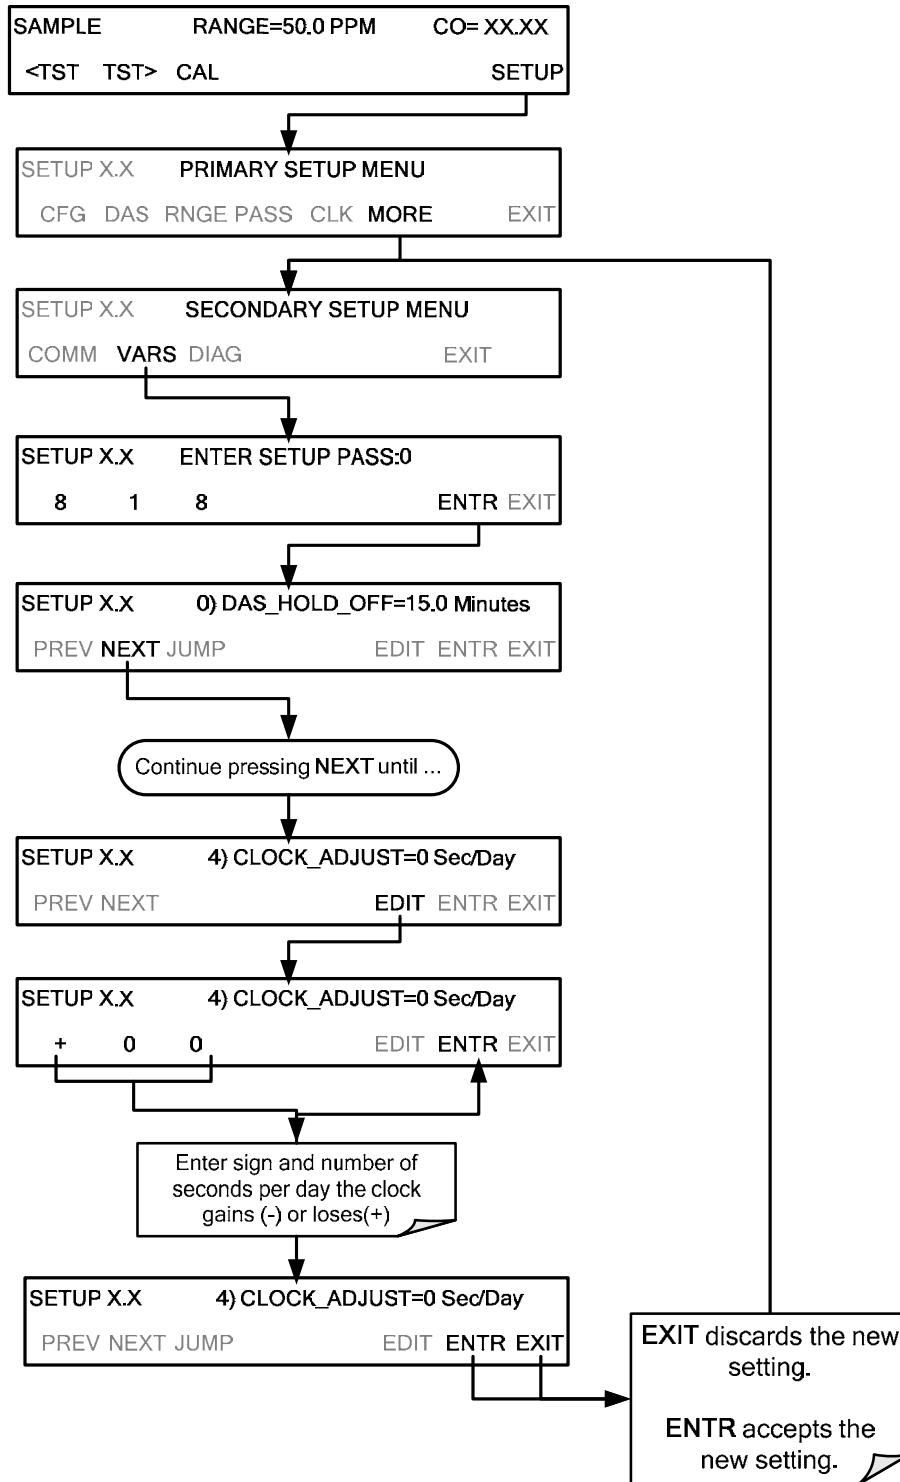 SAMPLE RANGE=50.0 PPM CO= XX.XX
<TST TST> CAL SETUP
SETUP X.X PRIMARY SETUP MENU
CFG DAS RNGE PASS CLK MORE EXIT
SETUP X.X SECONDARY SETUP MENU
COMM VARS DIAG EXIT
SETUP X.X ENTER SETUP PASS:0
8 1 8 ENTR EXIT
SETUP X.X 0) DAS_HOLD_OFF=15.0 Minutes
PREV NEXT JUMP EDIT ENTR EXIT
Continue pressing NEXT until ...
SETUP X.X 4) CLOCK_ADJUST=0 Sec/Day
PREV NEXT EDIT ENTR EXIT
SETUP X.X 4) CLOCK_ADJUST=0 Sec/Day
+ 0 0 EDIT ENTR EXIT
Enter sign and number of
seconds per day the clock
gains (-) or loses(+)
SETUP X.X 4) CLOCK_ADJUST=0 Sec/Day
PREV NEXT JUMP EDIT ENTR EXIT
EXIT discards the new
setting.
ENTR accepts the
new setting.